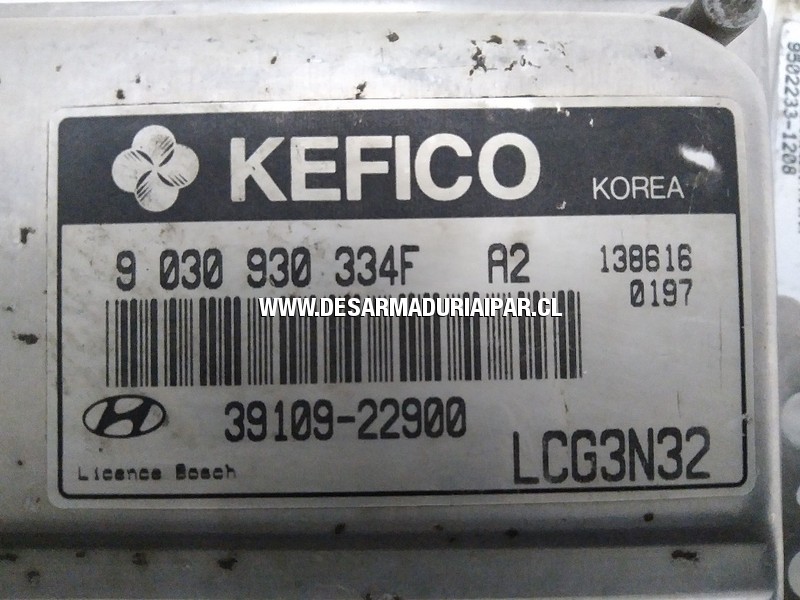 KEFICO KOREA
9 030 930 334F A2 138616
0197
WWW.DESARMADURIAIPAR.CL
39109-22900
LCG3N32
Licence Bosch
9502233-1208